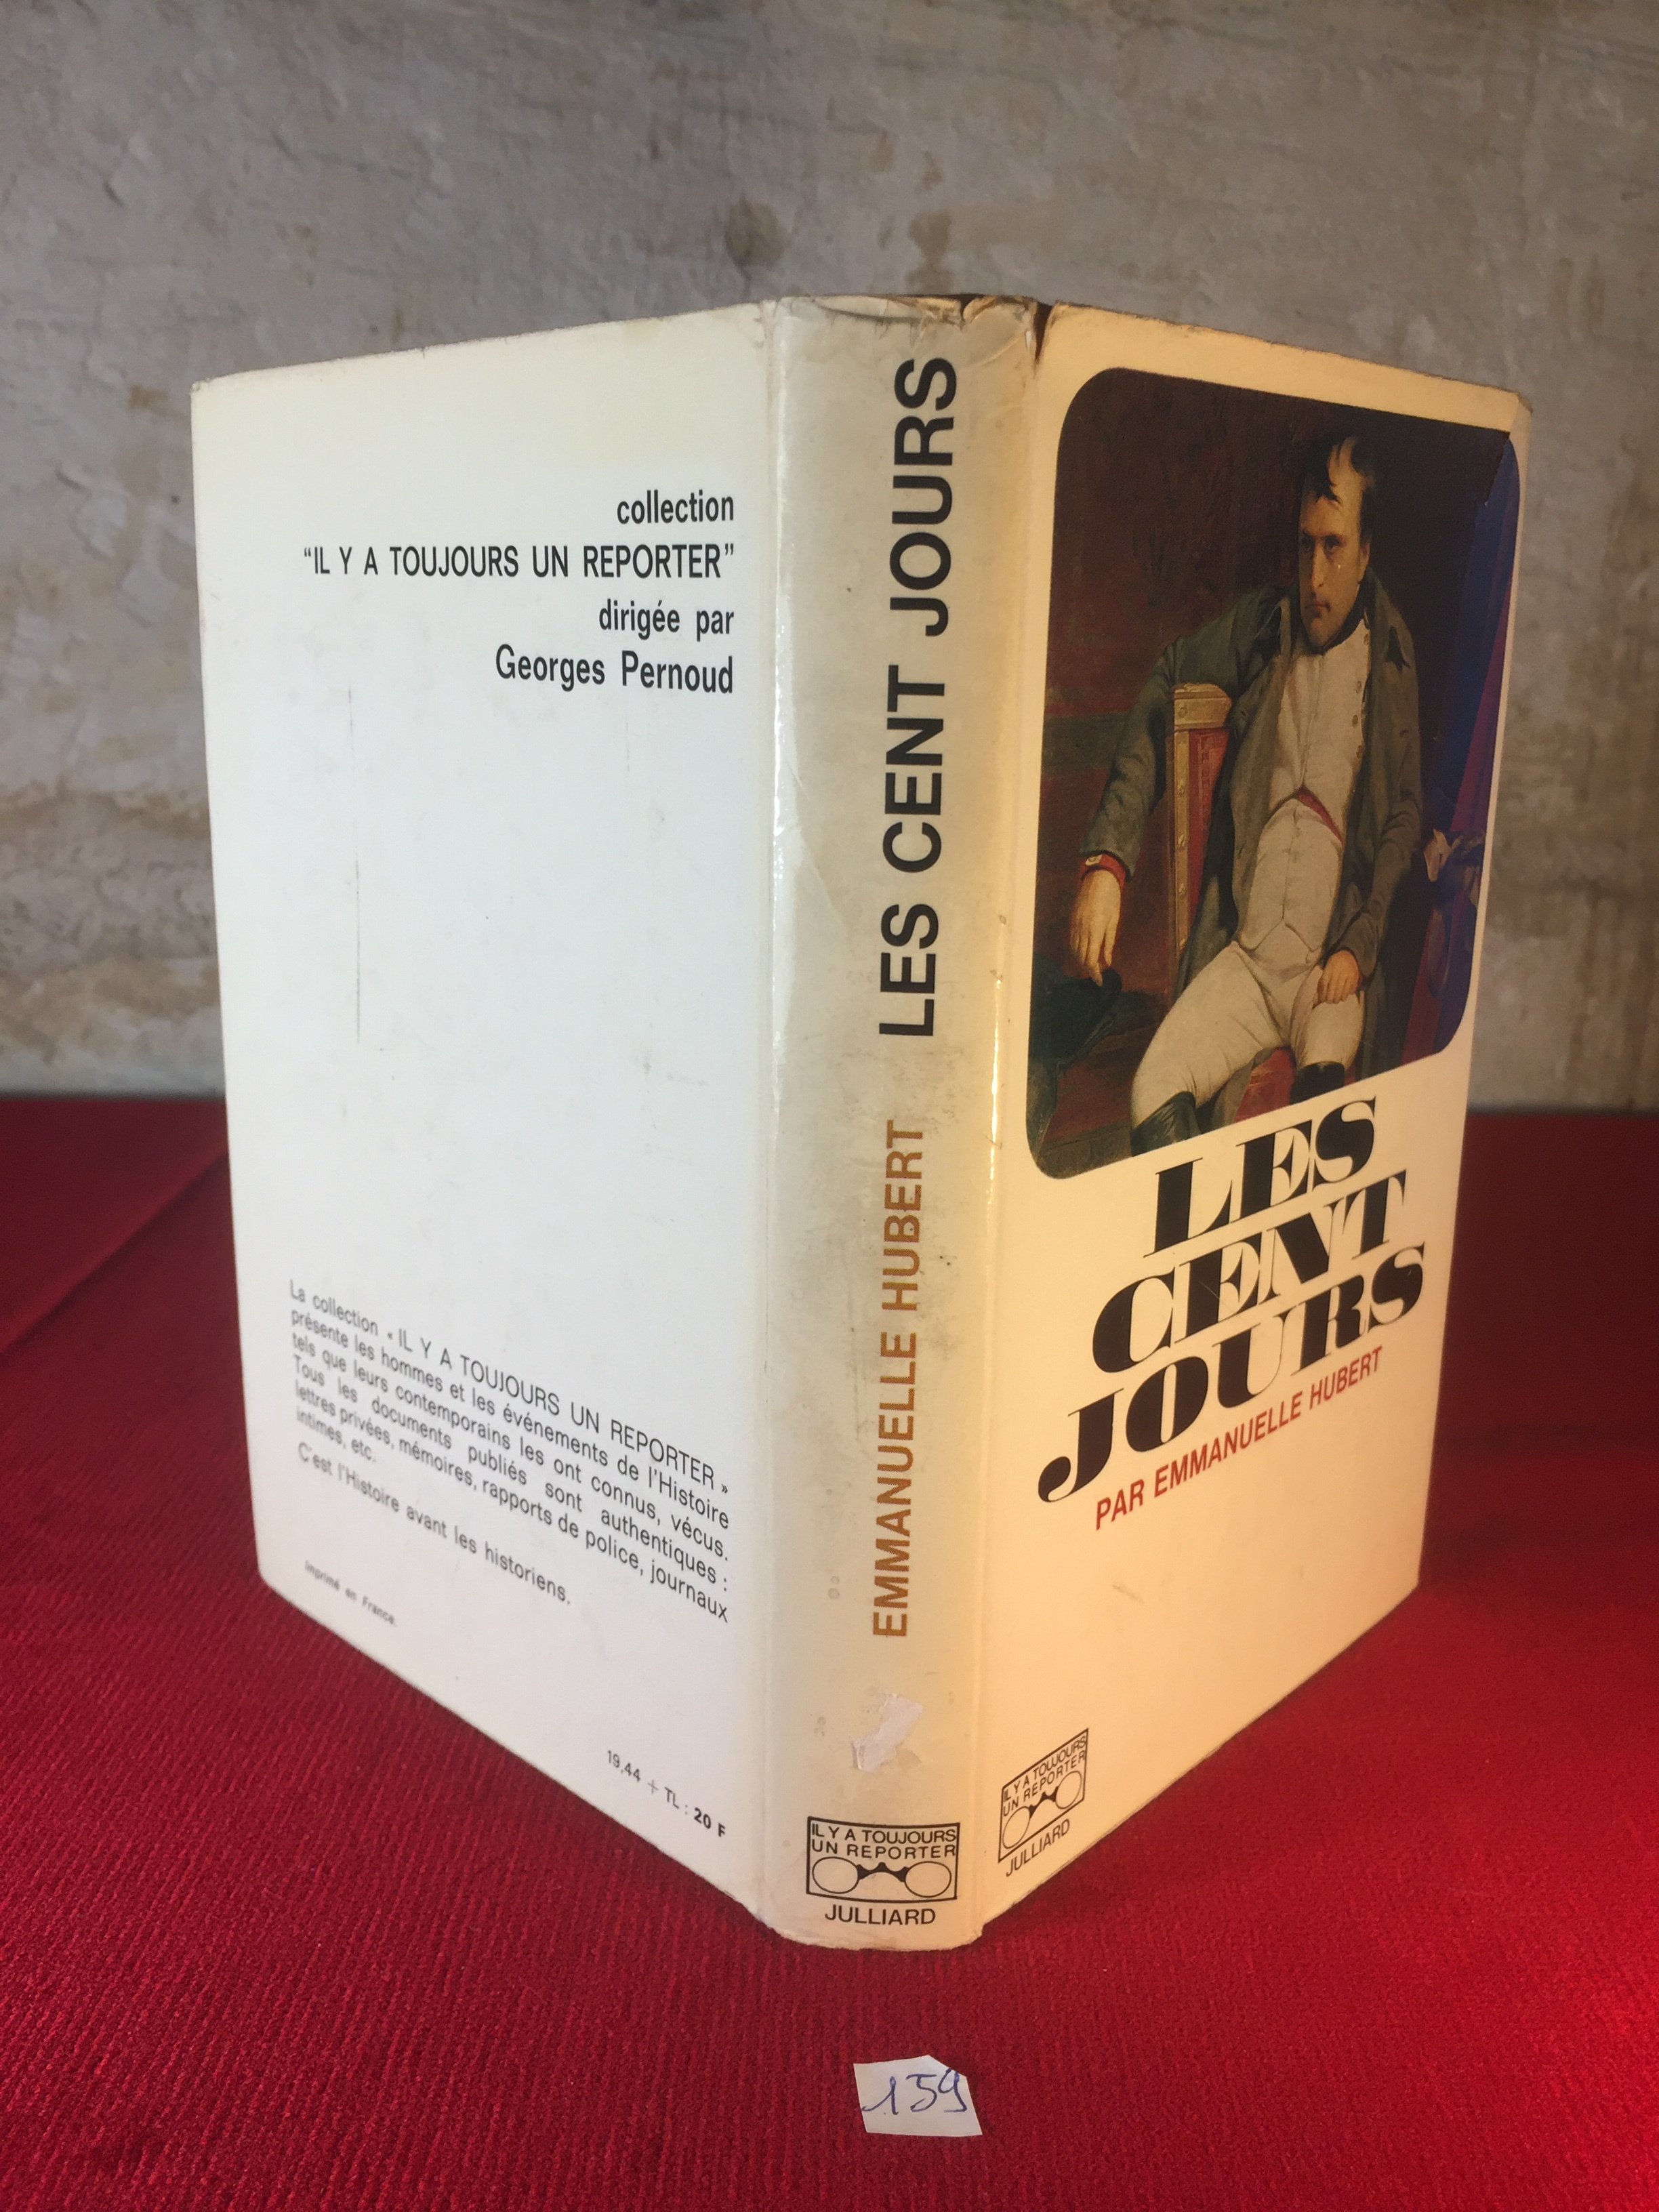 collection
"IL Y A TOUJOURS UN REPORTER"
dirigée par
Georges Pernoud
La collection « IL Y A TOUJOURS UN REPORTER »
présente les hommes et les événements de l'Histoire
tels que leurs contemporains les ont connus, vécus.
Tous les documents publiés sont authentiques :
lettres privées, mémoires, rapports de police, journaux
intimes, etc.
C'est l'Histoire avant les historiens.
Imprimé en France.
19,44 + TL : 20 F
EMMANUELLE HUBERT LES CENT JOURS
IL Y A TOUJOURS
UN REPORTER
JULLIARD
LES
CENT
JOURS
PAR EMMANUELLE HUBERT
IL Y A TOUJOURS
UN REPORTER
JULLIARD
159